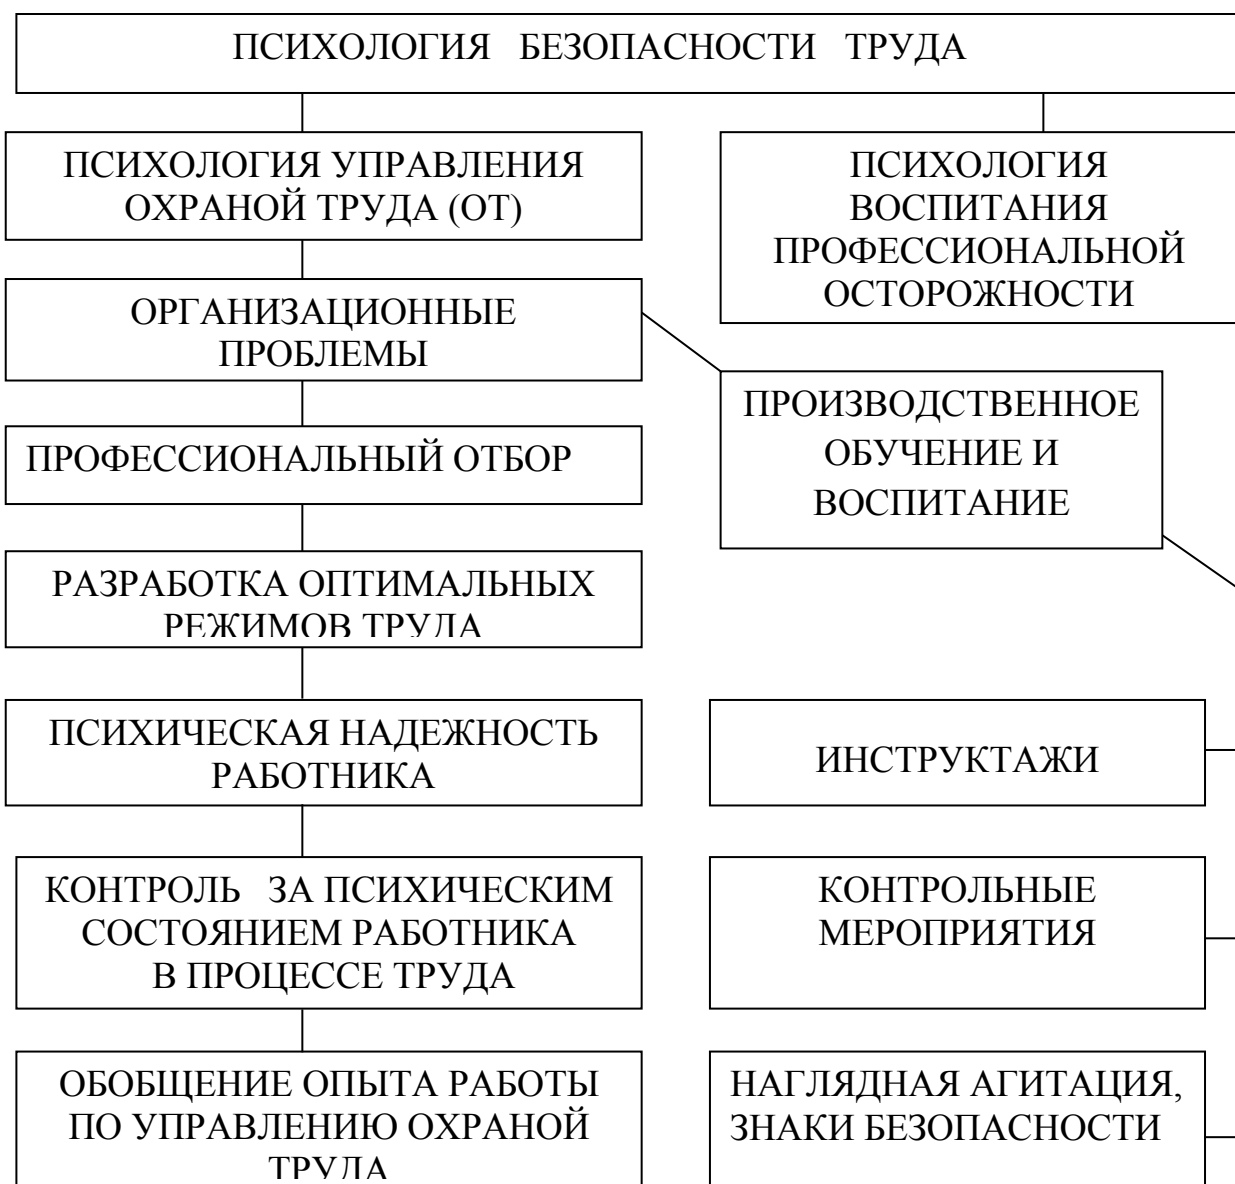 ПСИХОЛОГИЯ БЕЗОПАСНОСТИ ТРУДА
ПСИХОЛОГИЯ УПРАВЛЕНИЯ
ОХРАНОЙ ТРУДА (ОТ)
ПСИХОЛОГИЯ
ВОСПИТАНИЯ
ПРОФЕССИОНАЛЬНОЙ
ОСТОРОЖНОСТИ
ОРГАНИЗАЦИОННЫЕ
ПРОБЛЕМЫ
ПРОИЗВОДСТВЕННОЕ
ОБУЧЕНИЕ И
ВОСПИТАНИЕ
ПРОФЕССИОНАЛЬНЫЙ ОТБОР
РАЗРАБОТКА ОПТИМАЛЬНЫХ
РЕЖИМОВ ТРУДА
ПСИХИЧЕСКАЯ НАДЕЖНОСТЬ
РАБОТНИКА
ИНСТРУКТАЖИ
КОНТРОЛЬ ЗА ПСИХИЧЕСКИМ
СОСТОЯНИЕМ РАБОТНИКА
В ПРОЦЕССЕ ТРУДА
КОНТРОЛЬНЫЕ
МЕРОПРИЯТИЯ
ОБОБЩЕНИЕ ОПЫТА РАБОТЫ
ПО УПРАВЛЕНИЮ ОХРАНОЙ
ТРУДА
НАГЛЯДНАЯ АГИТАЦИЯ,
ЗНАКИ БЕЗОПАСНОСТИ